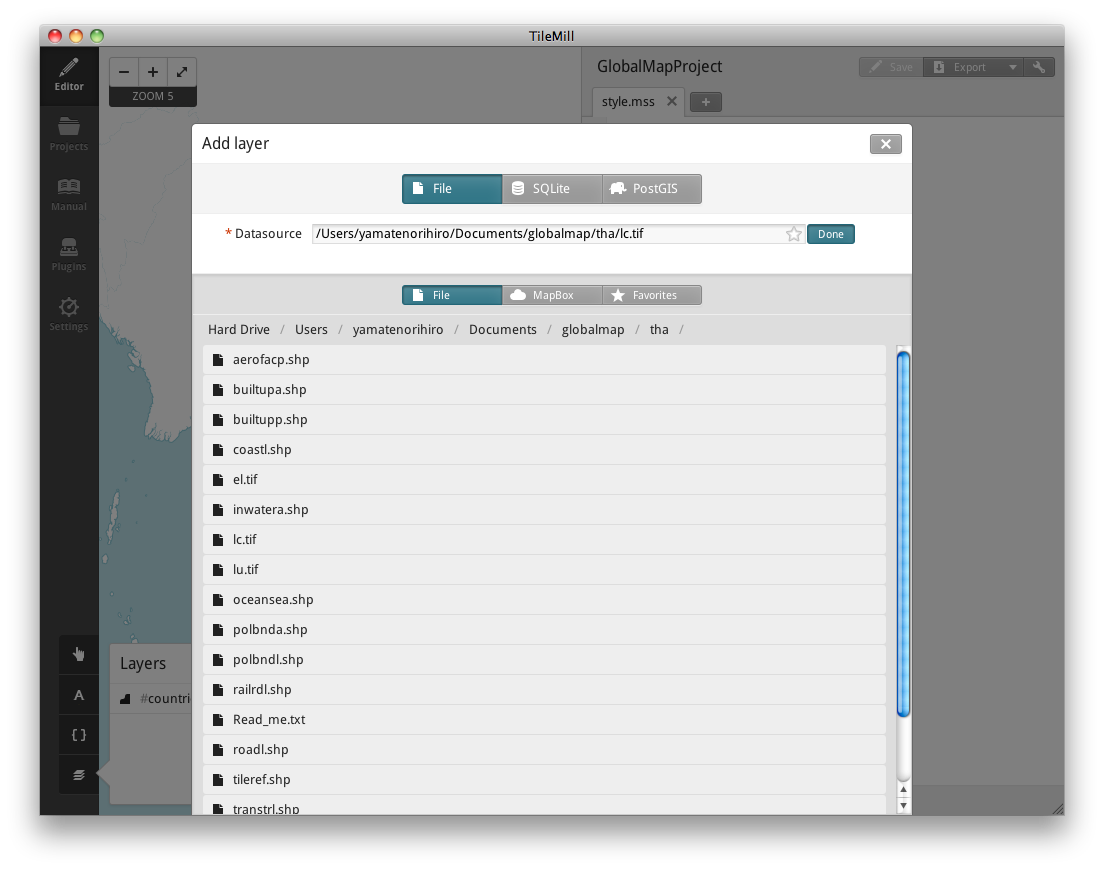 TileMill
Editor
Projects
Manual
Plugins
Settings
ZOOM 5
GlobalMapProject
Save
Export
style.mss
Add layer
File
SQLite
PostGIS
* Datasource
/Users/yamatenorihiro/Documents/globalmap/tha/lc.tif
Done
File
MapBox
Favorites
Hard Drive / Users / yamatenorihiro / Documents / globalmap / tha /
aerofacp.shp
builtupa.shp
builtupp.shp
coastl.shp
el.tif
inwatera.shp
lc.tif
lu.tif
oceansea.shp
polbnda.shp
polbndl.shp
railrdl.shp
Read_me.txt
roadl.shp
tileref.shp
transtrl.shp
Layers
#countri
A
{ }